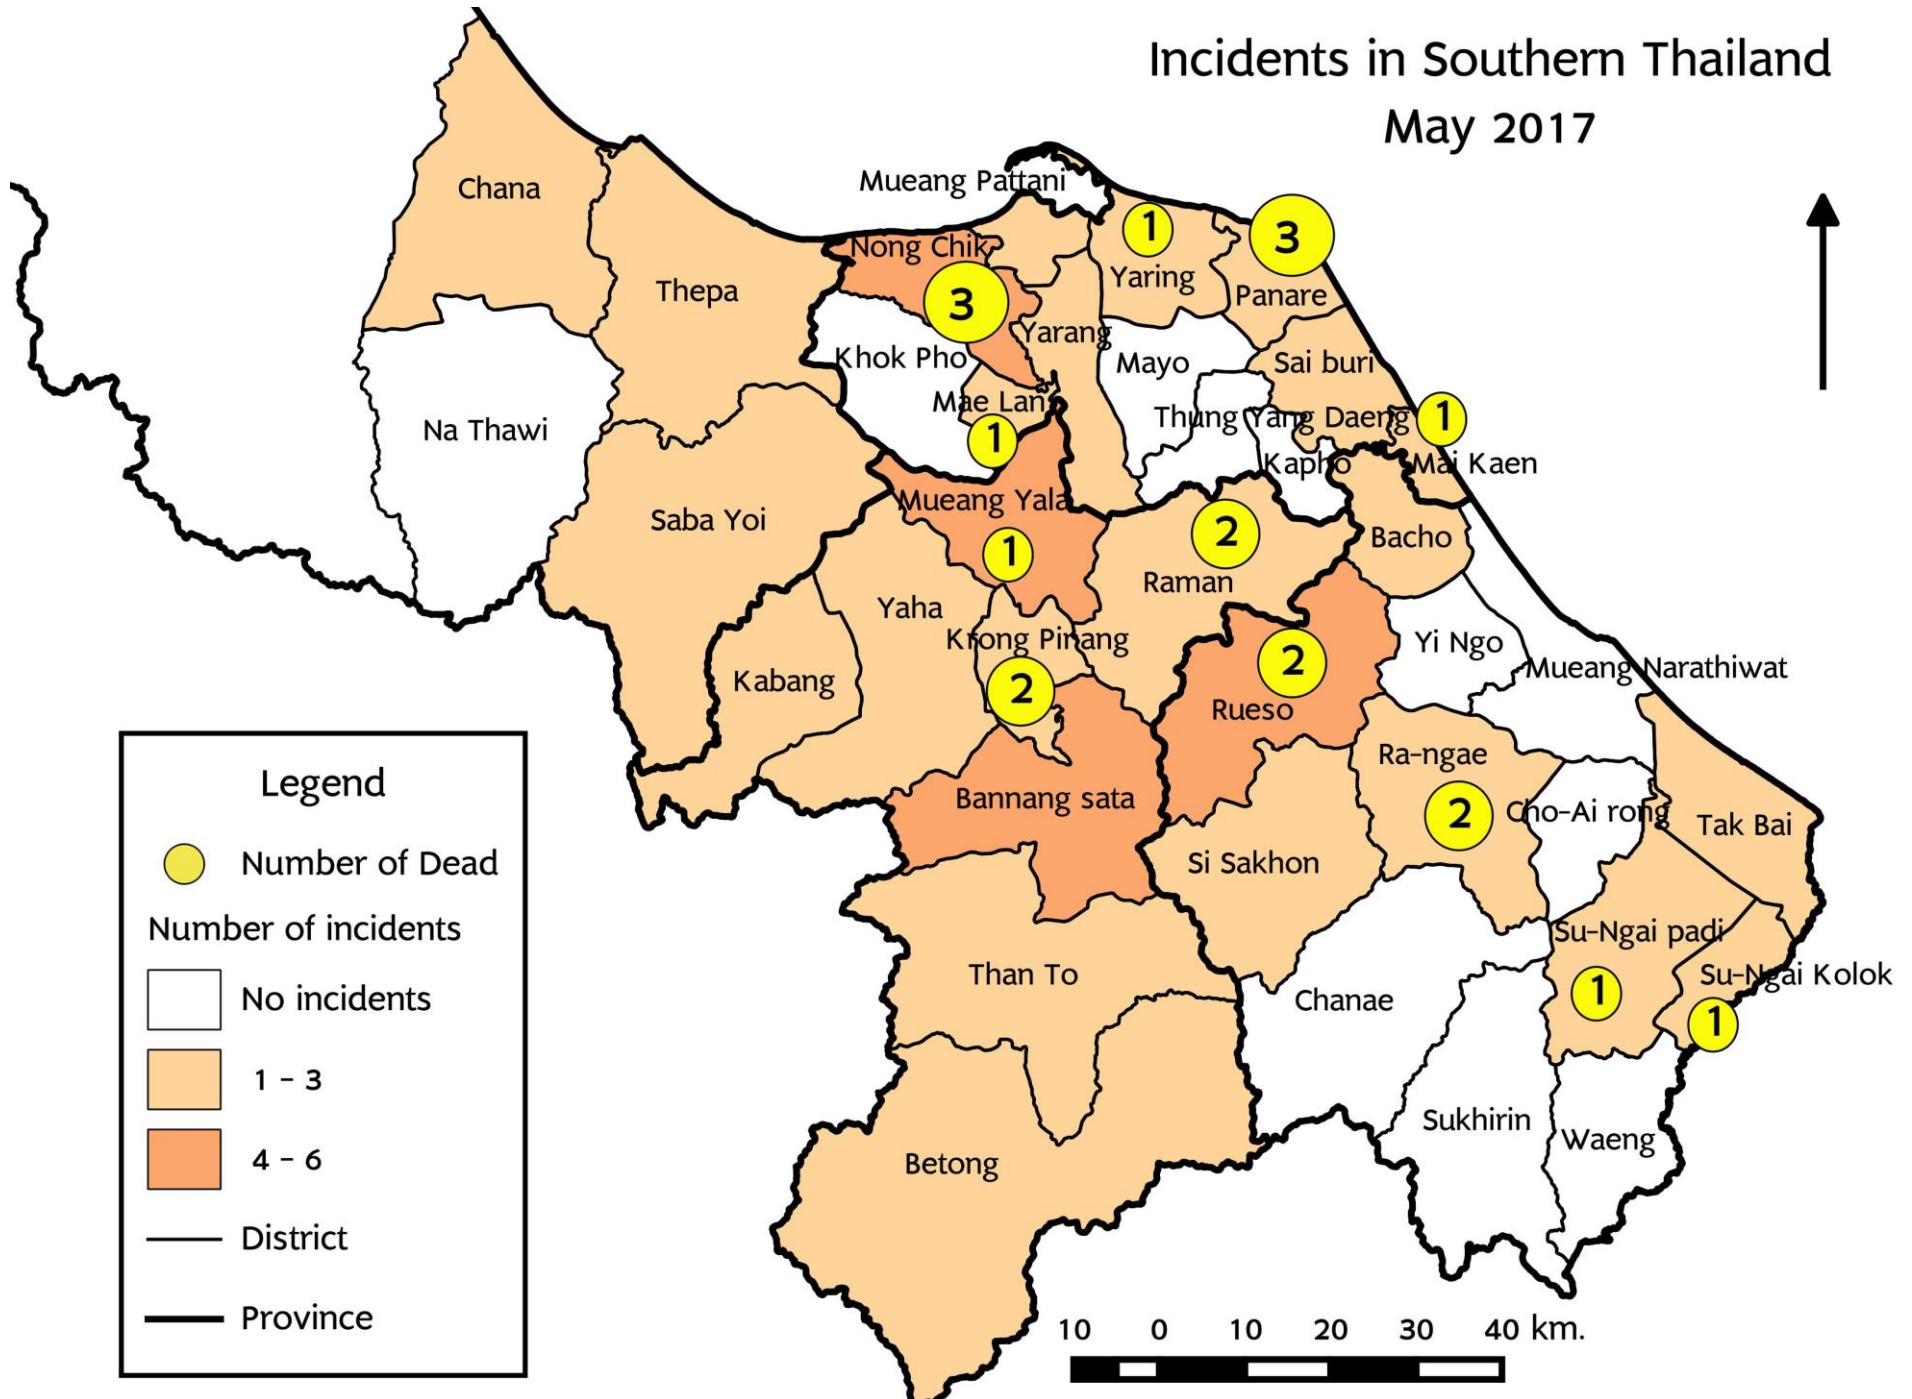 Incidents in Southern Thailand
May 2017
Chana
Mueang Pattani
Nong Chik
1
3
Yaring
Panare
Thepa
3
Yarang
Khok Pho
Mayo
Sai buri
Mae Lan
Thung Yang Daeng
1
1
Na Thawi
Kapho
Mai Kaen
Mueang Yala
Saba Yoi
2
Bacho
1
Raman
Yaha
Krong Pinang
Yi Ngo
2
Mueang Narathiwat
Kabang
2
Rueso
Ra-ngae
Bannang sata
2
Cho-Ai rong
Tak Bai
Si Sakhon
Su-Ngai padi
Than To
Su-Ngai Kolok
1
Chanae
1
Sukhirin
Waeng
Betong
Legend
Number of Dead
Number of incidents
No incidents
1 - 3
4 - 6
District
Province
10 0 10 20 30 40 km.